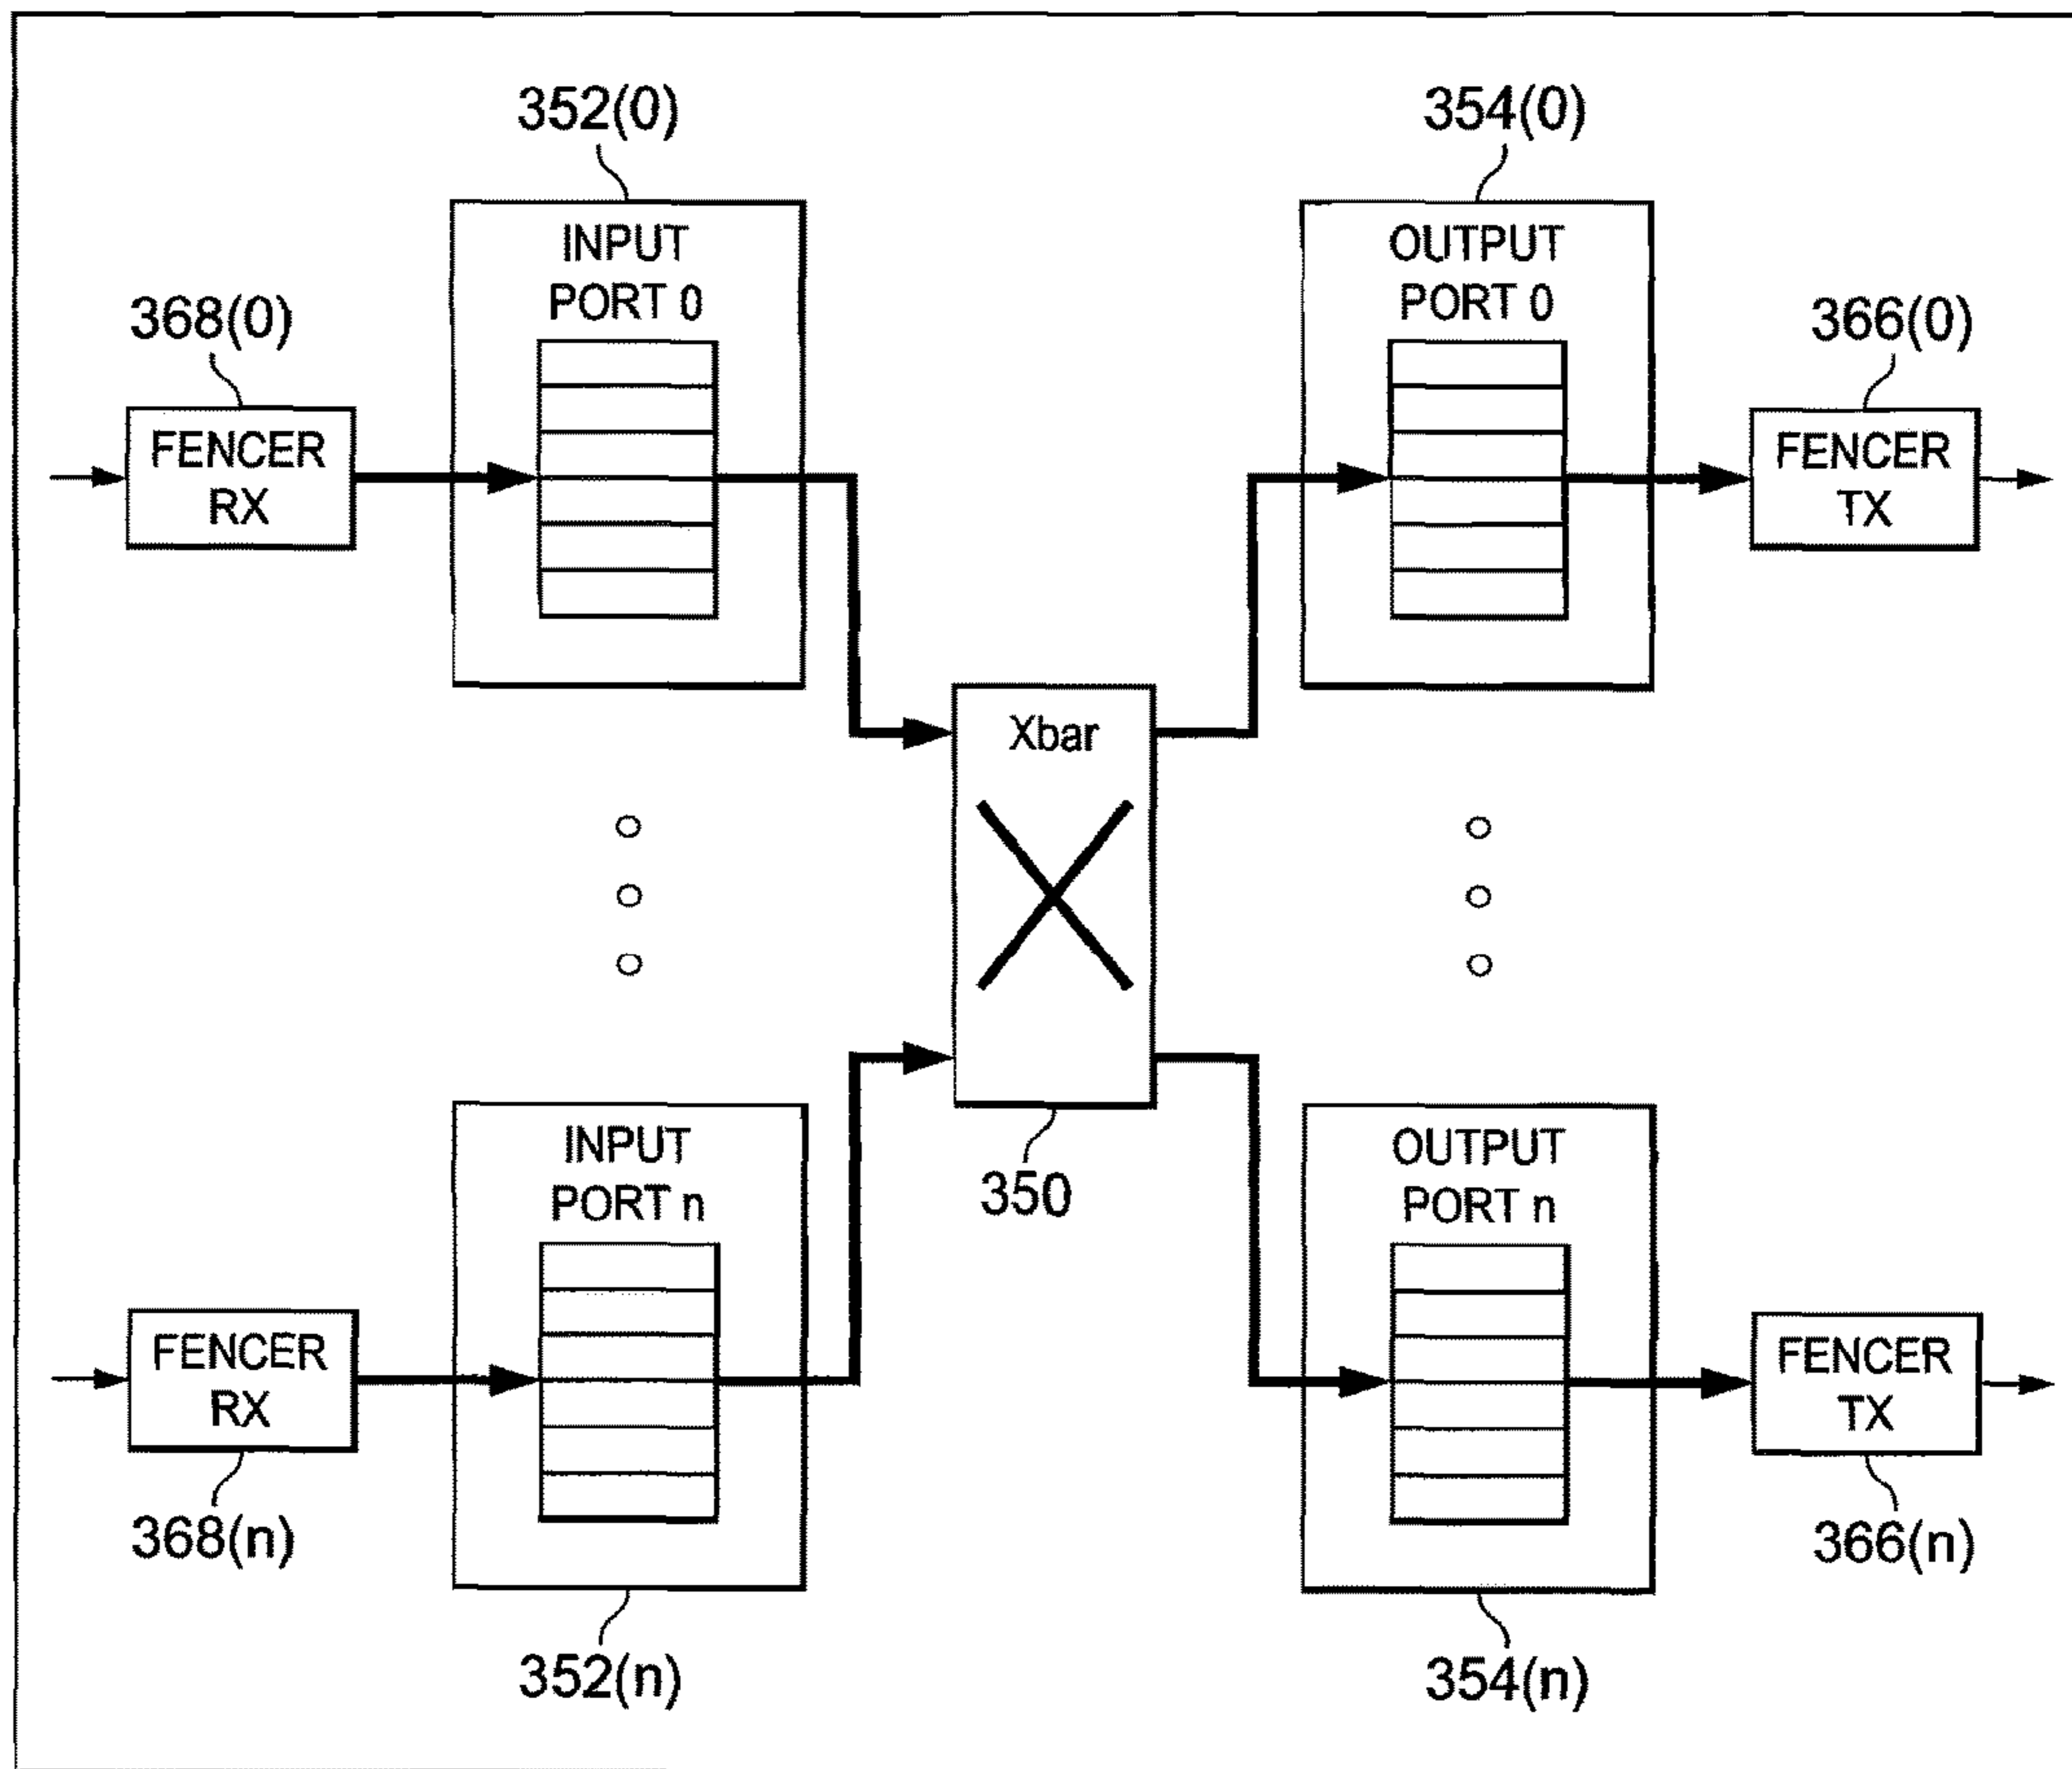 352(0)
354(0)
INPUT
PORT 0
OUTPUT
PORT 0
368(0)
366(0)
FENCER
RX
FENCER
TX
Xbar
350
INPUT
PORT n
OUTPUT
PORT n
FENCER
RX
FENCER
TX
368(n)
366(n)
352(n)
354(n)